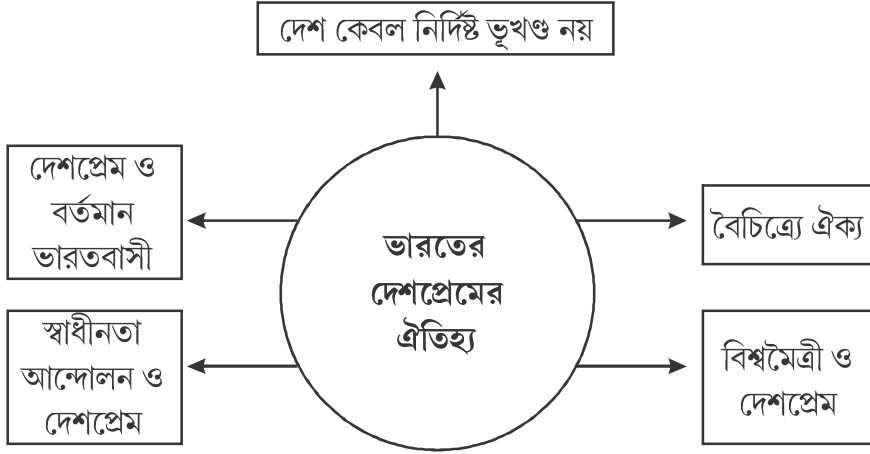 দেশ কেবল নির্দিষ্ট ভূখণ্ড নয়
দেশপ্রেম ও
বর্তমান
ভারতবাসী
ভারতের
দেশপ্রেমের
ঐতিহ্য
বৈচিত্র্যে ঐক্য
স্বাধীনতা
আন্দোলন ও
দেশপ্রেম
বিশ্বমৈত্রী ও
দেশপ্রেম